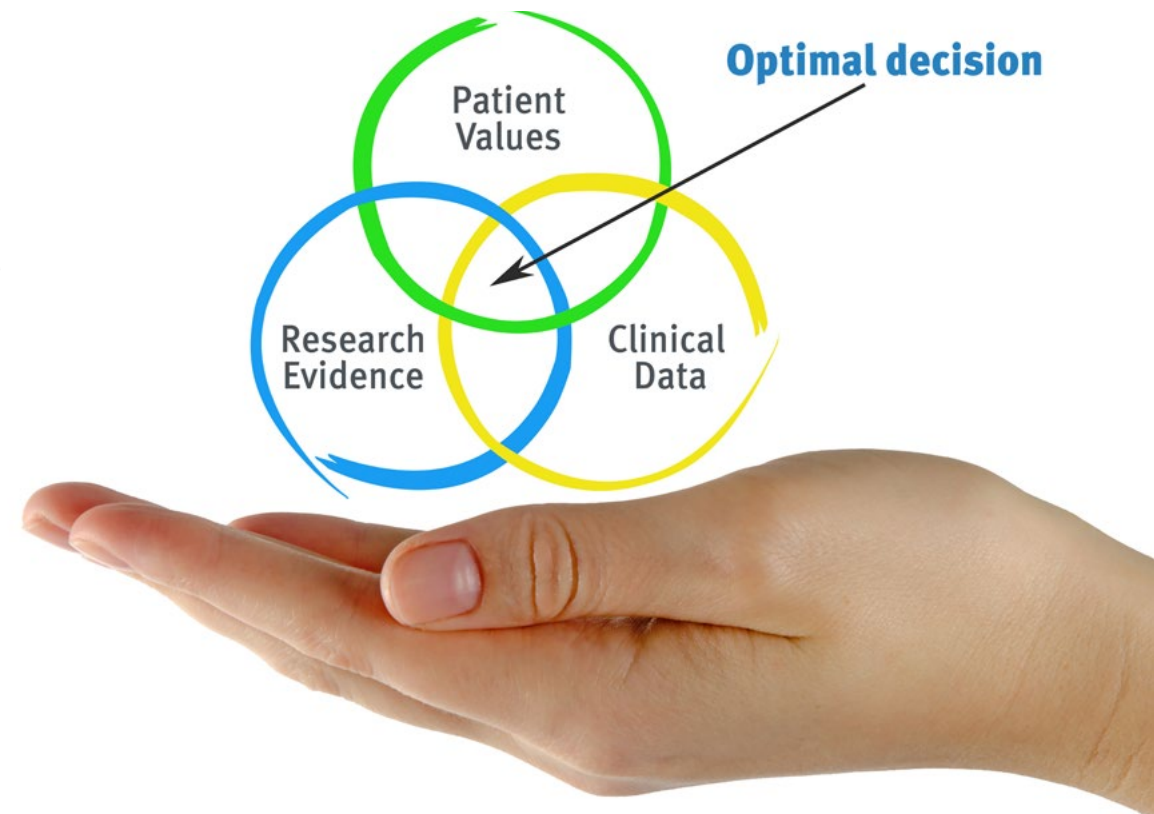 Optimal decision
Patient
Values
Research
Evidence
Clinical
Data